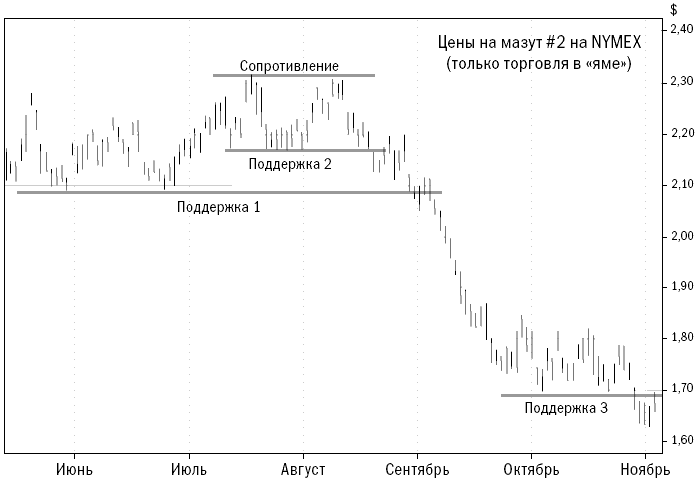 $
2,40
Цены на мазут #2 на NYMEX
(только торговля в «яме»)
Сопротивление
2,30
2,20
Поддержка 2
2,10
Поддержка 1
2,00
1,90
1,80
1,70
Поддержка 3
1,60
Июнь Июль Август Сентябрь Октябрь Ноябрь